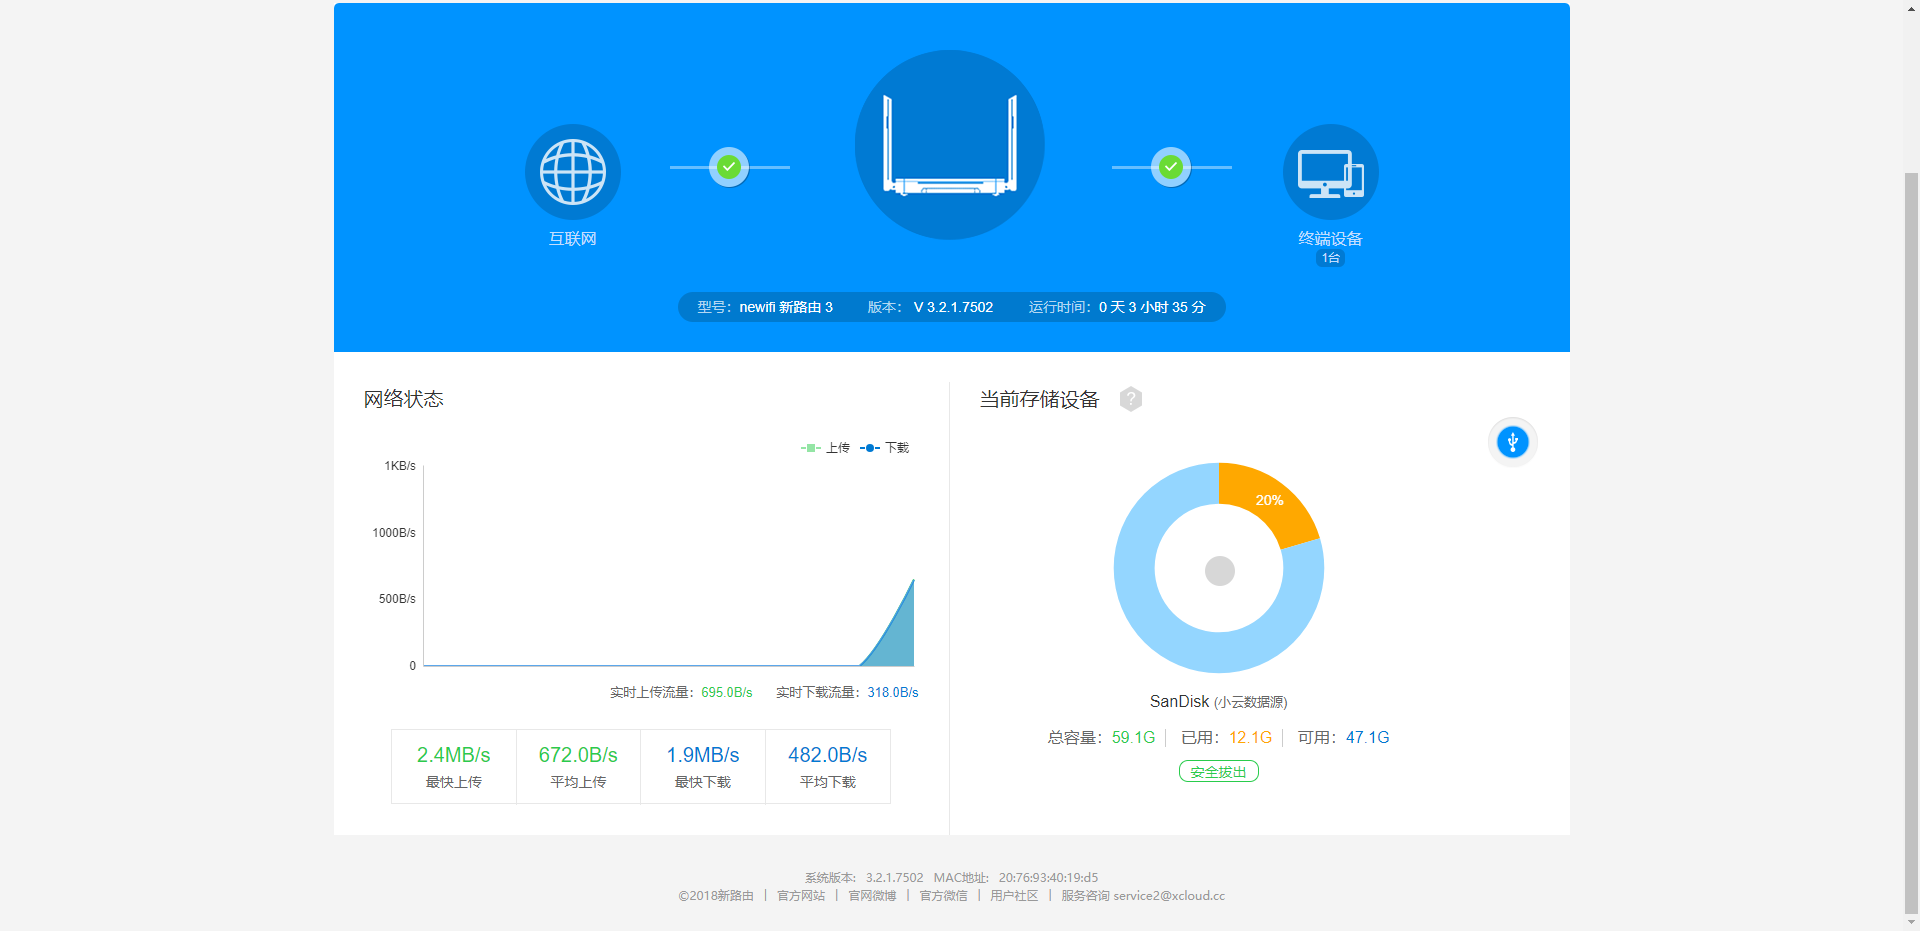 互联网
终端设备
1台
型号：newifi 新路由 3 版本： V 3.2.1.7502 运行时间：0 天 3 小时 35 分
网络状态
上传 下载
1KB/s
1000B/s
500B/s
0
实时上传流量：695.0B/s 实时下载流量：318.0B/s
2.4MB/s 672.0B/s 1.9MB/s 482.0B/s
最快上传 平均上传 最快下载 平均下载
当前存储设备 ?
20%
SanDisk (小云数据源)
总容量：59.1G 已用：12.1G 可用：47.1G
安全拔出
系统版本: 3.2.1.7502 MAC地址: 20:76:93:40:19:d5
©2018新路由 | 官方网站 | 官网微博 | 官方微信 | 用户社区 | 服务咨询 service2@xcloud.cc